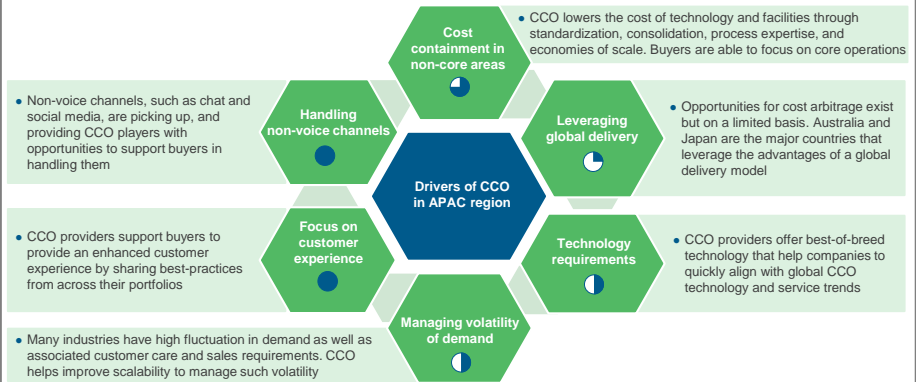 Cost
containment in
non-core areas
• CCO lowers the cost of technology and facilities through
standardization, consolidation, process expertise, and
economies of scale. Buyers are able to focus on core operations
• Non-voice channels, such as chat and
social media, are picking up, and
providing CCO players with
opportunities to support buyers in
handling them
Handling
non-voice channels
Leveraging
global delivery
• Opportunities for cost arbitrage exist
but on a limited basis. Australia and
Japan are the major countries that
leverage the advantages of a global
delivery model
Drivers of CCO
in APAC region
• CCO providers support buyers to
provide an enhanced customer
experience by sharing best-practices
from across their portfolios
Focus on
customer
experience
Technology
requirements
• CCO providers offer best-of-breed
technology that help companies to
quickly align with global CCO
technology and service trends
Managing volatility
of demand
• Many industries have high fluctuation in demand as well as
associated customer care and sales requirements. CCO
helps improve scalability to manage such volatility